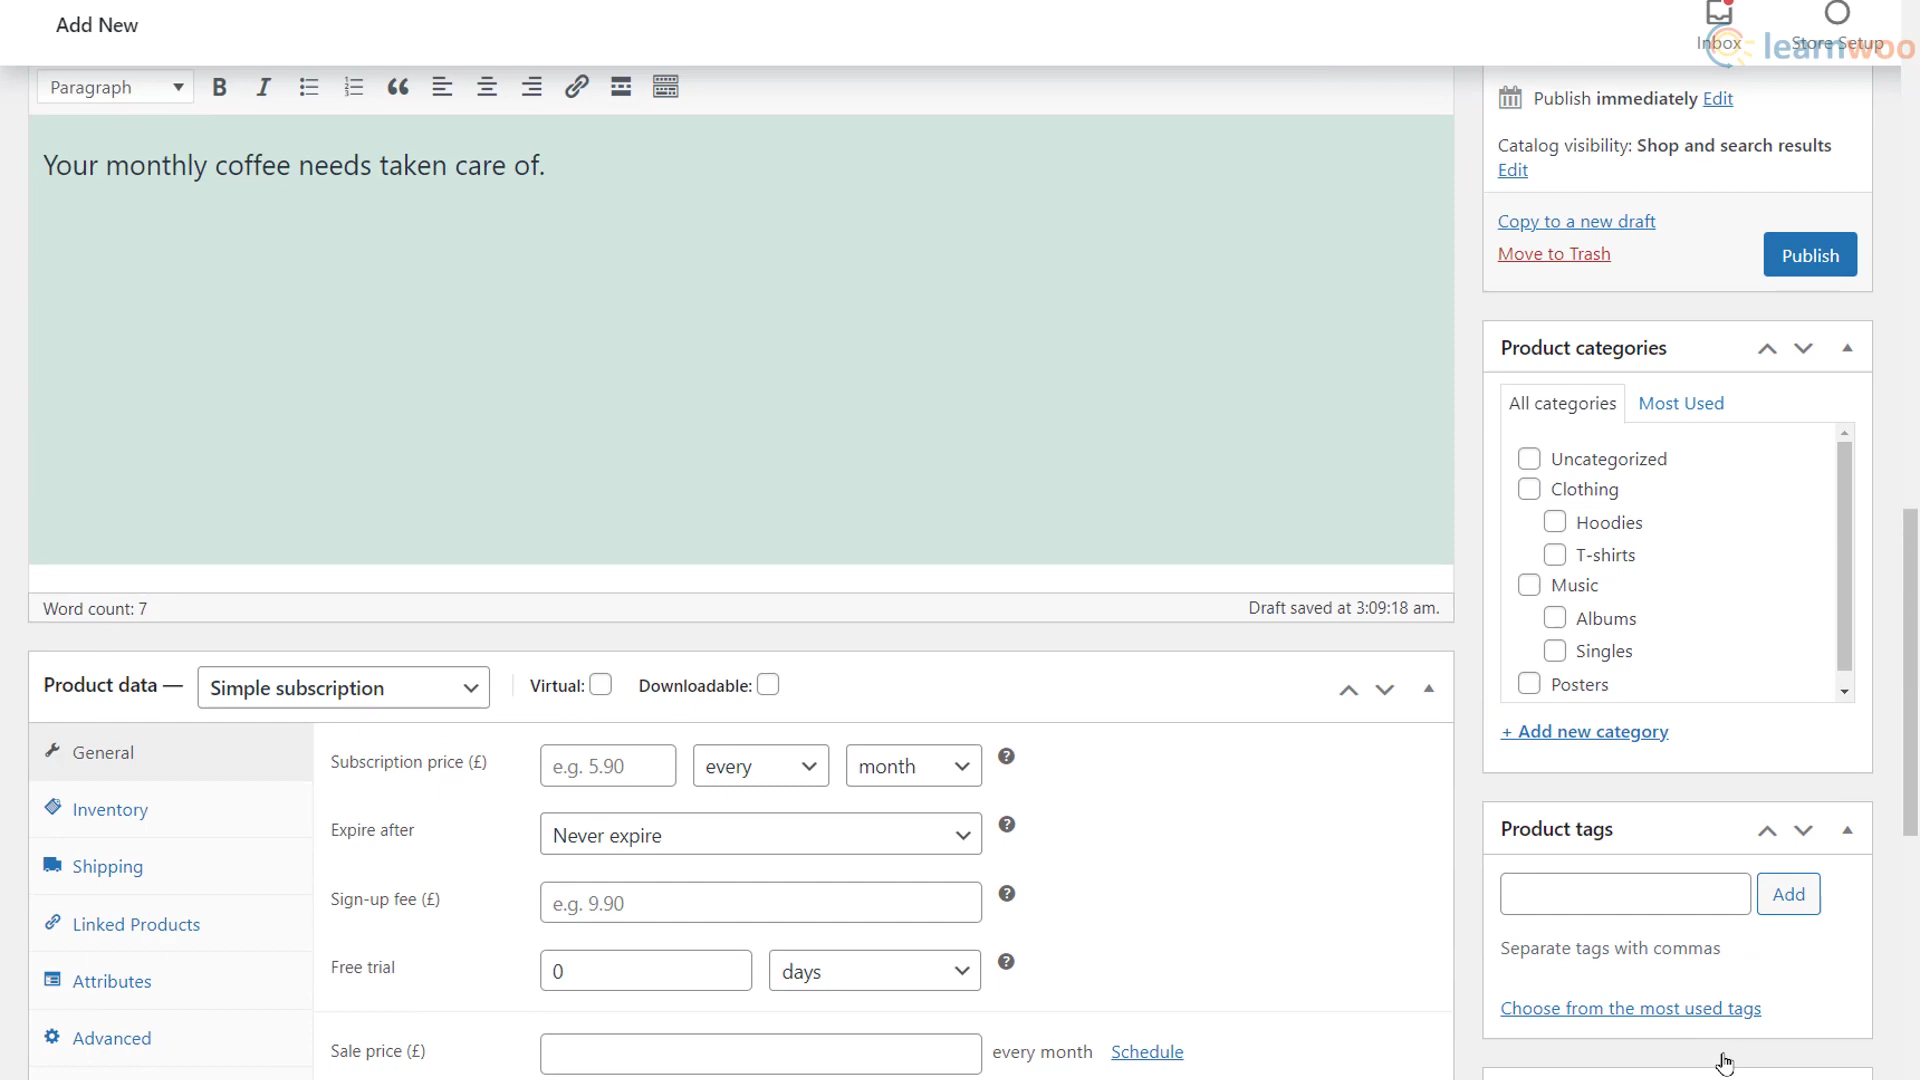 Add New
Inbox
Store Setup
learnwoo
Paragraph
Your monthly coffee needs taken care of.
Word count: 7
Draft saved at 3:09:18 am.
Publish immediately Edit
Catalog visibility: Shop and search results
Edit
Copy to a new draft
Move to Trash
Publish
Product categories
All categories
Most Used
Uncategorized
Clothing
Hoodies
T-shirts
Music
Albums
Singles
Posters
+ Add new category
Product data —
Simple subscription
Virtual:
Downloadable:
General
Inventory
Shipping
Linked Products
Attributes
Advanced
Subscription price (£)
e.g. 5.90
every
month
Expire after
Never expire
Sign-up fee (£)
e.g. 9.90
Free trial
0
days
Sale price (£)
every month
Schedule
Product tags
Add
Separate tags with commas
Choose from the most used tags